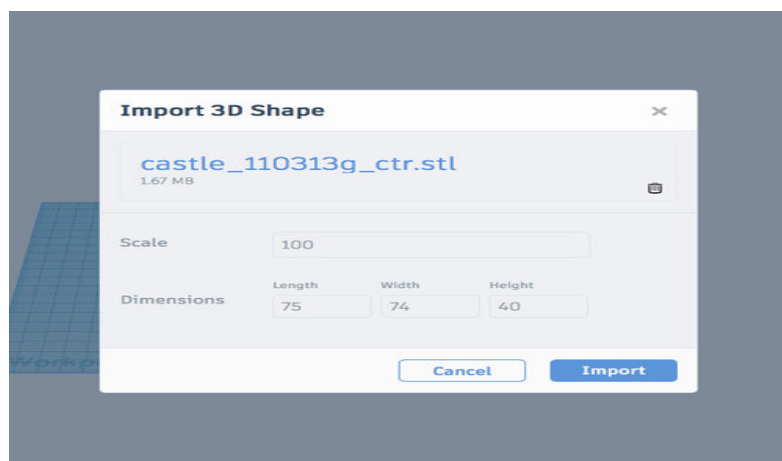 Import 3D Shape
castle_110313g_ctr.stl
1.67 MB
Scale 100
Length Width Height
Dimensions 75 74 40
Cancel Import